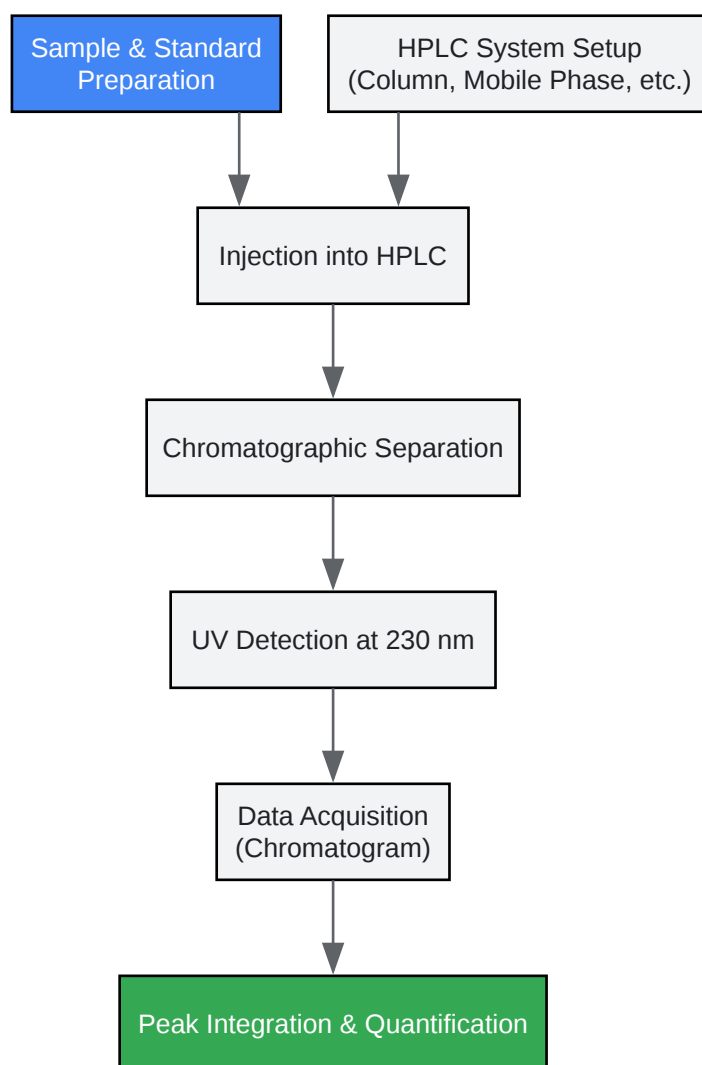 Sample & Standard
Preparation
HPLC System Setup
(Column, Mobile Phase, etc.)
Injection into HPLC
Chromatographic Separation
UV Detection at 230 nm
Data Acquisition
(Chromatogram)
Peak Integration & Quantification